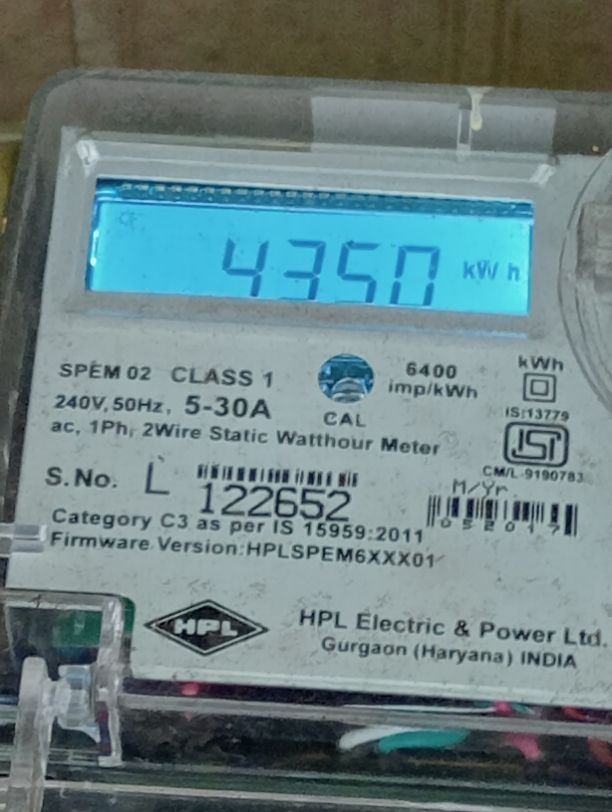 4350 kWh
SPEM 02 CLASS 1
240V, 50Hz, 5-30A
ac, 1Ph, 2Wire Static Watthour Meter
CAL
6400
imp/kWh
kWh
IS:13779
ISI
CM/L-9190783
S.No. L 122652
M/Yr
052017
Category C3 as per IS 15959:2011
Firmware Version:HPLSPEM6XXX01
HPL
HPL Electric & Power Ltd.
Gurgaon (Haryana) INDIA